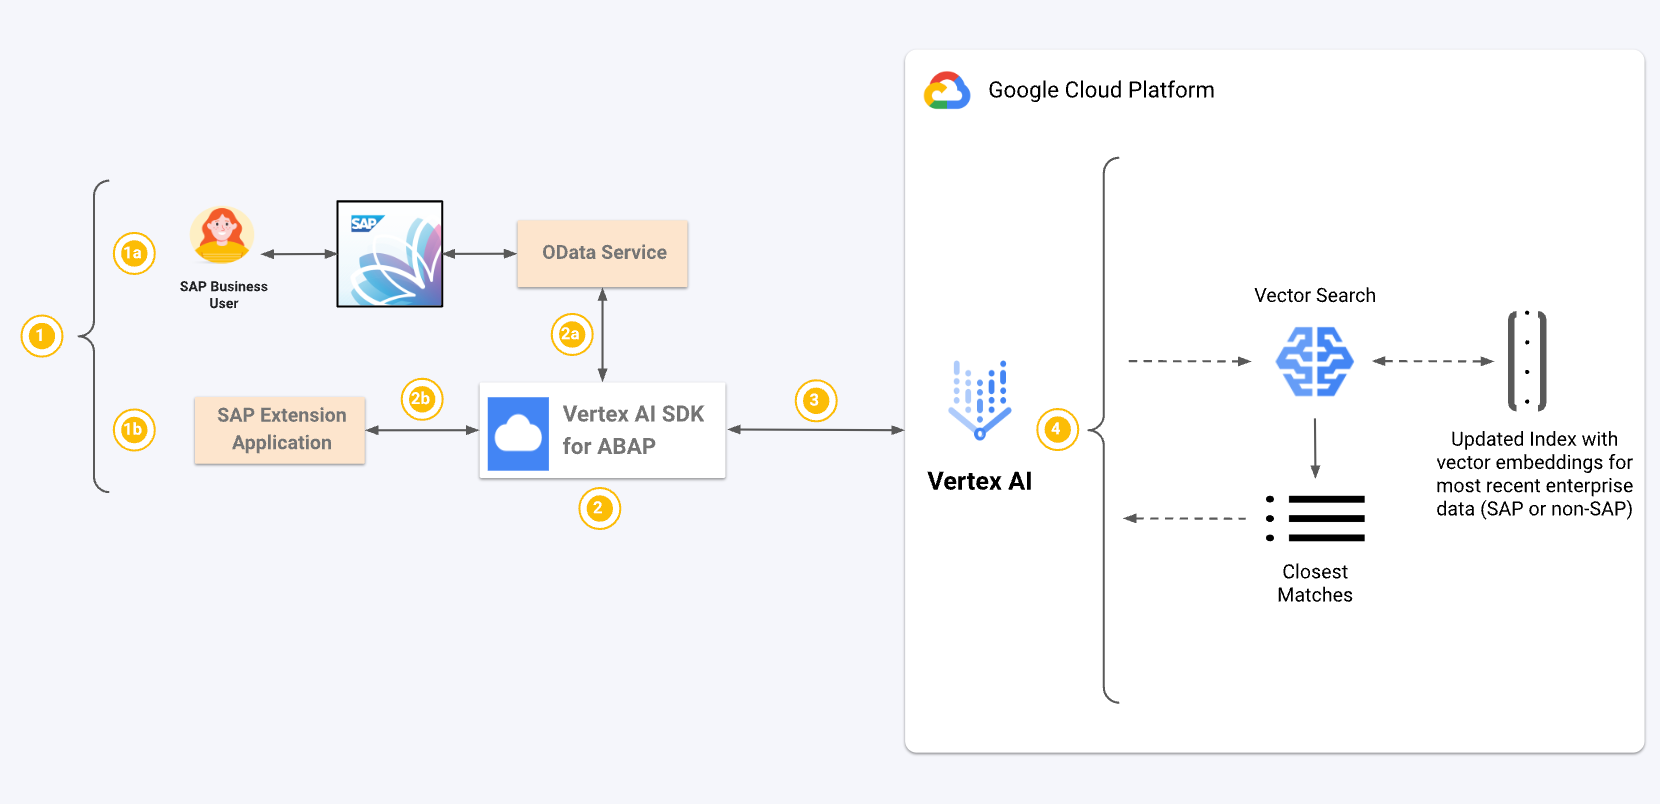 Google Cloud Platform
1
1a
SAP Business
User
SAP
OData Service
2a
1b
SAP Extension
Application
2b
Vertex AI SDK
for ABAP
2
3
Vertex AI
4
Vector Search
Updated Index with
vector embeddings for
most recent enterprise
data (SAP or non-SAP)
Closest
Matches